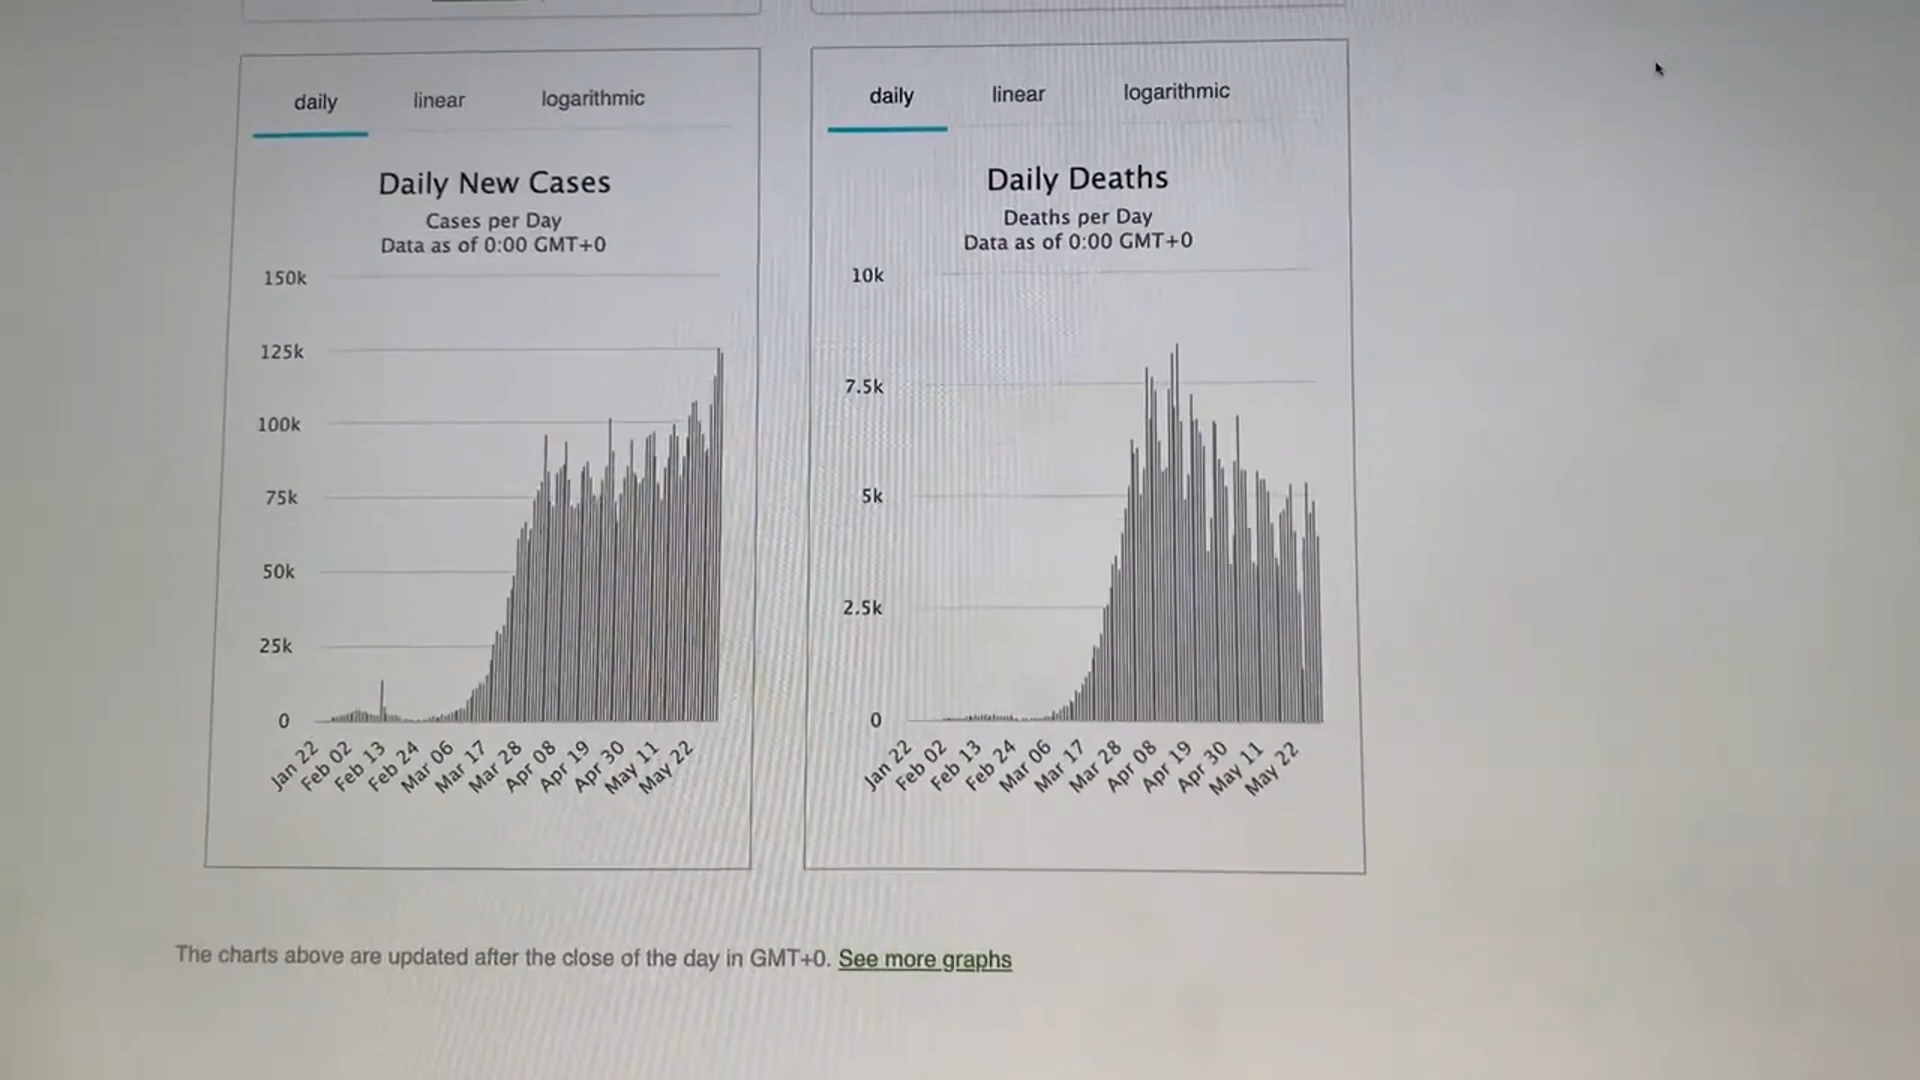 daily linear logarithmic
Daily New Cases
Cases per Day
Data as of 0:00 GMT+0
150k
125k
100k
75k
50k
25k
0
Jan 22 Feb 02 Feb 13 Feb 24 Mar 06 Mar 17 Mar 28 Apr 08 Apr 19 Apr 30 May 11 May 22
daily linear logarithmic
Daily Deaths
Deaths per Day
Data as of 0:00 GMT+0
10k
7.5k
5k
2.5k
0
Jan 22 Feb 02 Feb 13 Feb 24 Mar 06 Mar 17 Mar 28 Apr 08 Apr 19 Apr 30 May 11 May 22
The charts above are updated after the close of the day in GMT+0. See more graphs